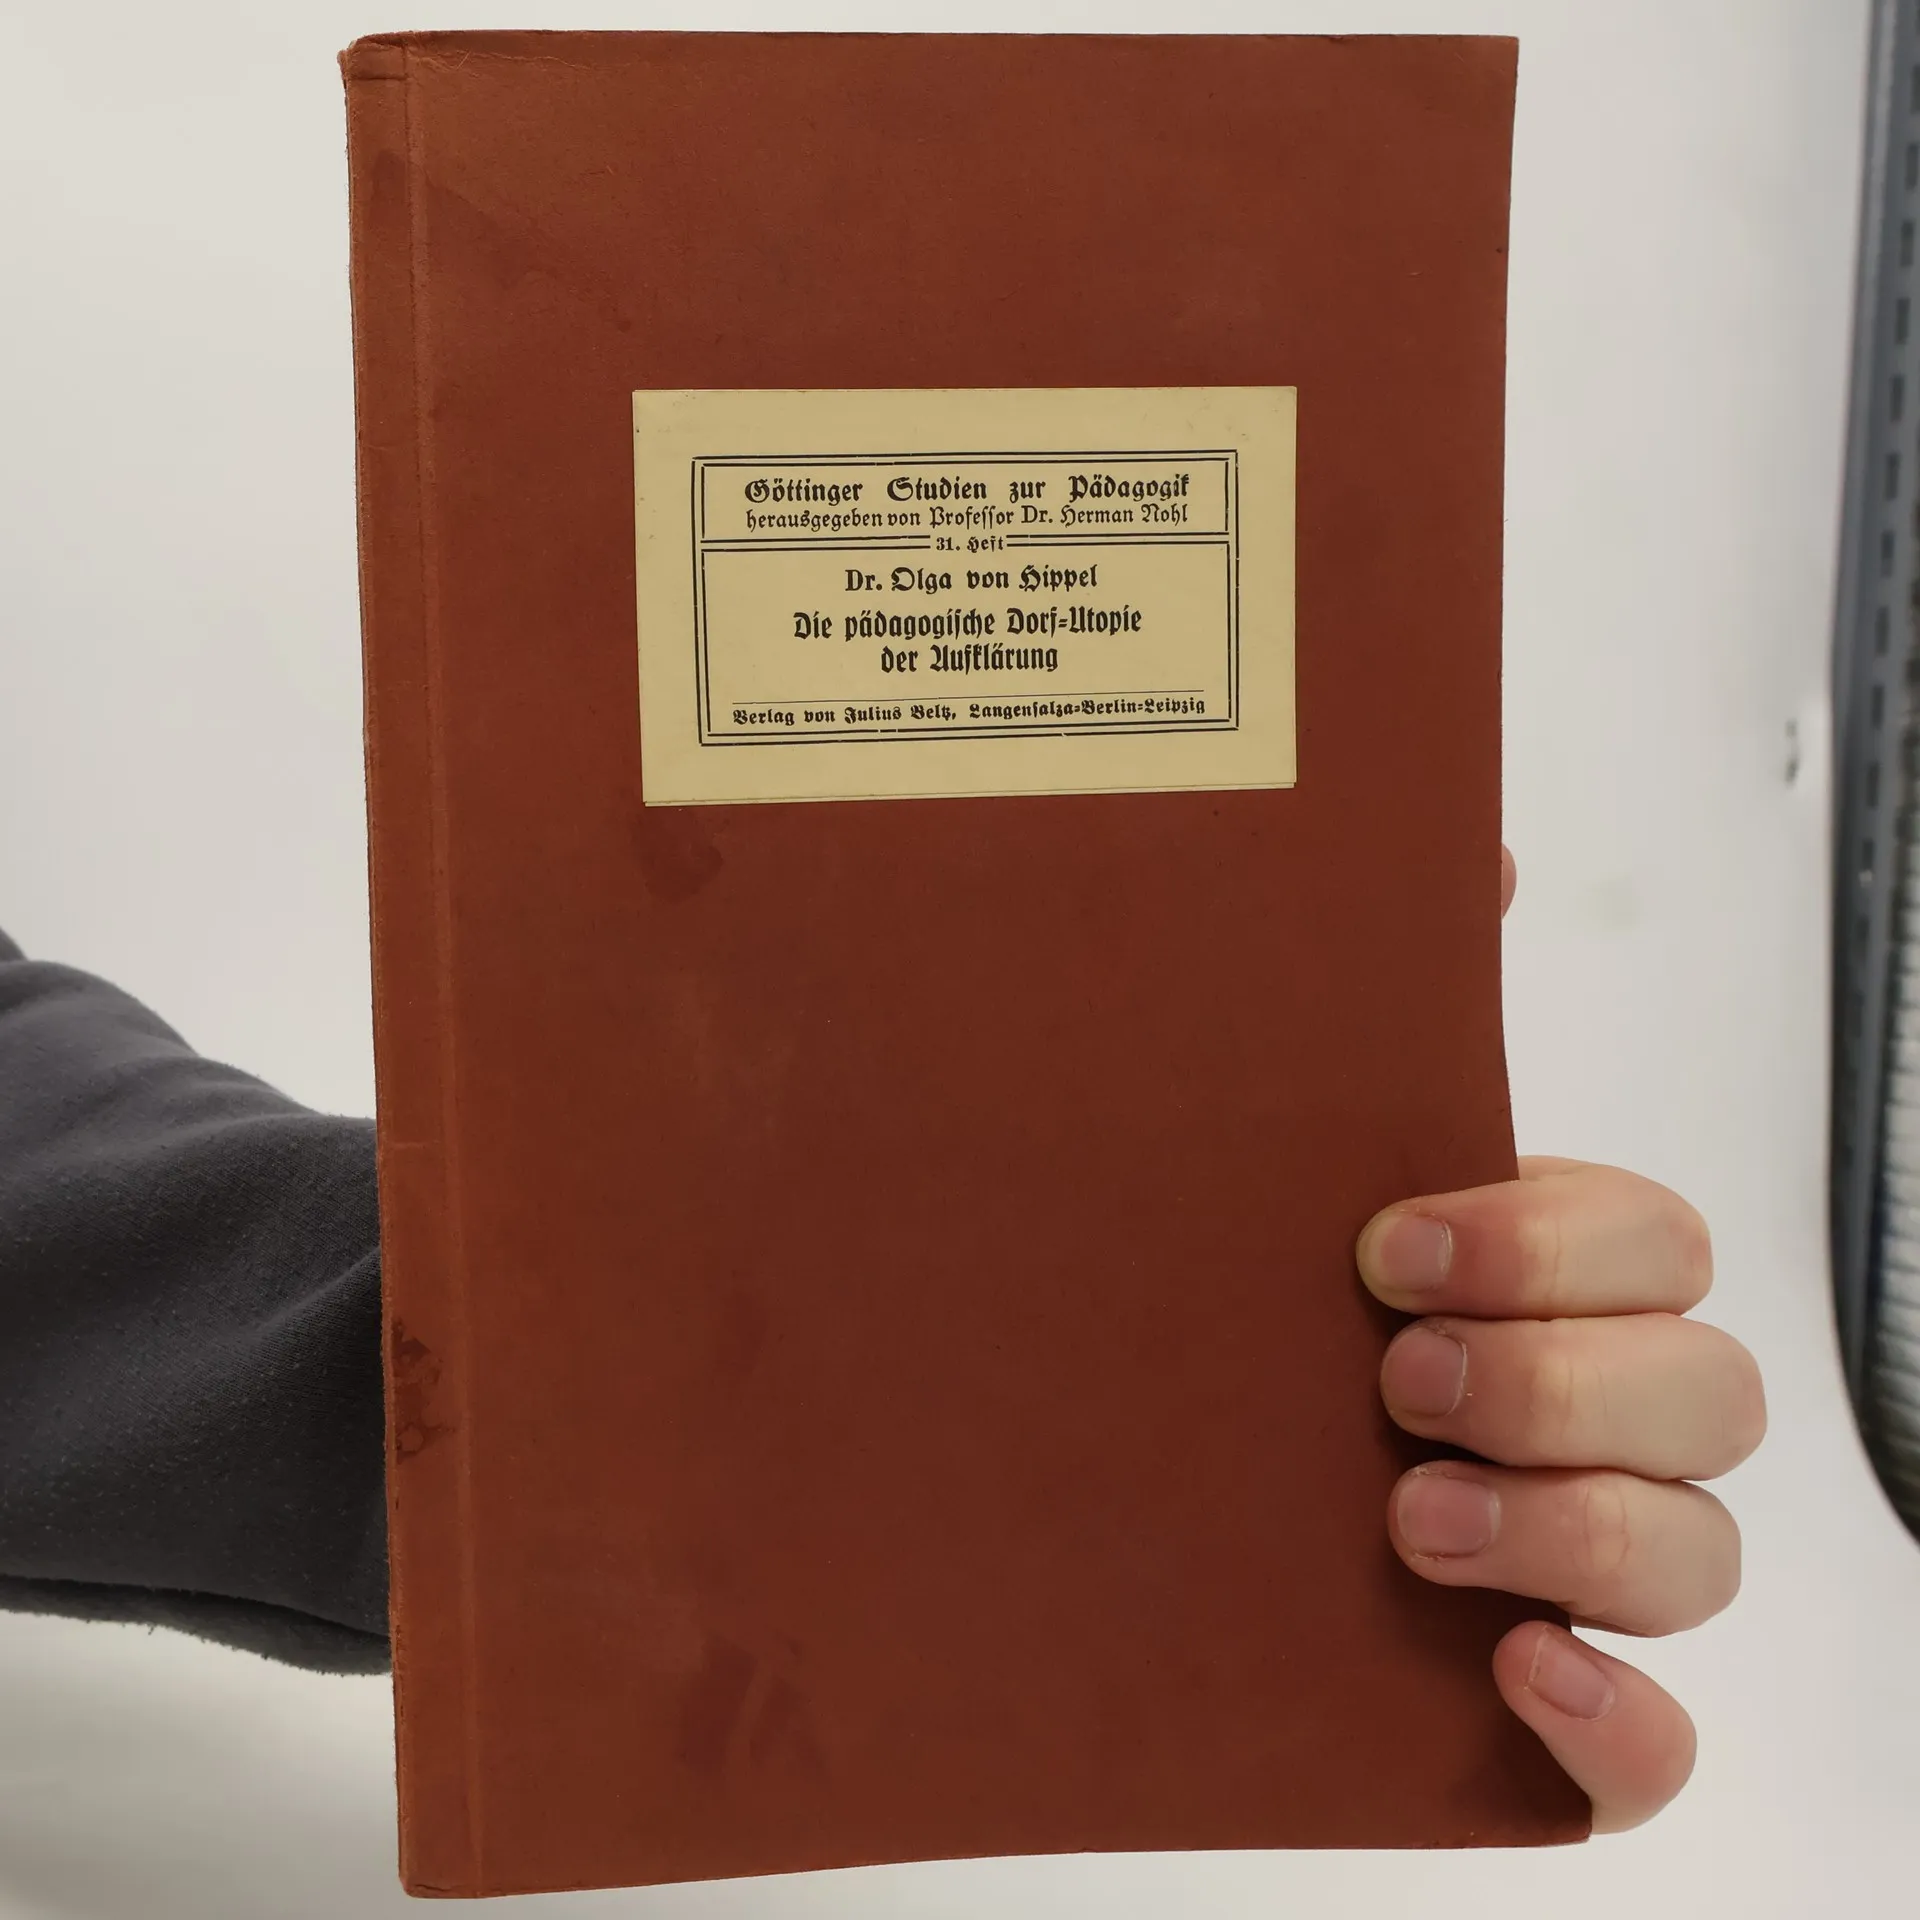 Göttinger Studien zur Pädagogik
herausgegeben von Professor Dr. Herman Nohl
31. Heft
Dr. Olga von Hippel
Die pädagogische Dorf-Utopie
der Aufklärung
Verlag von Julius Beltz, Langensalza-Berlin-Leipzig